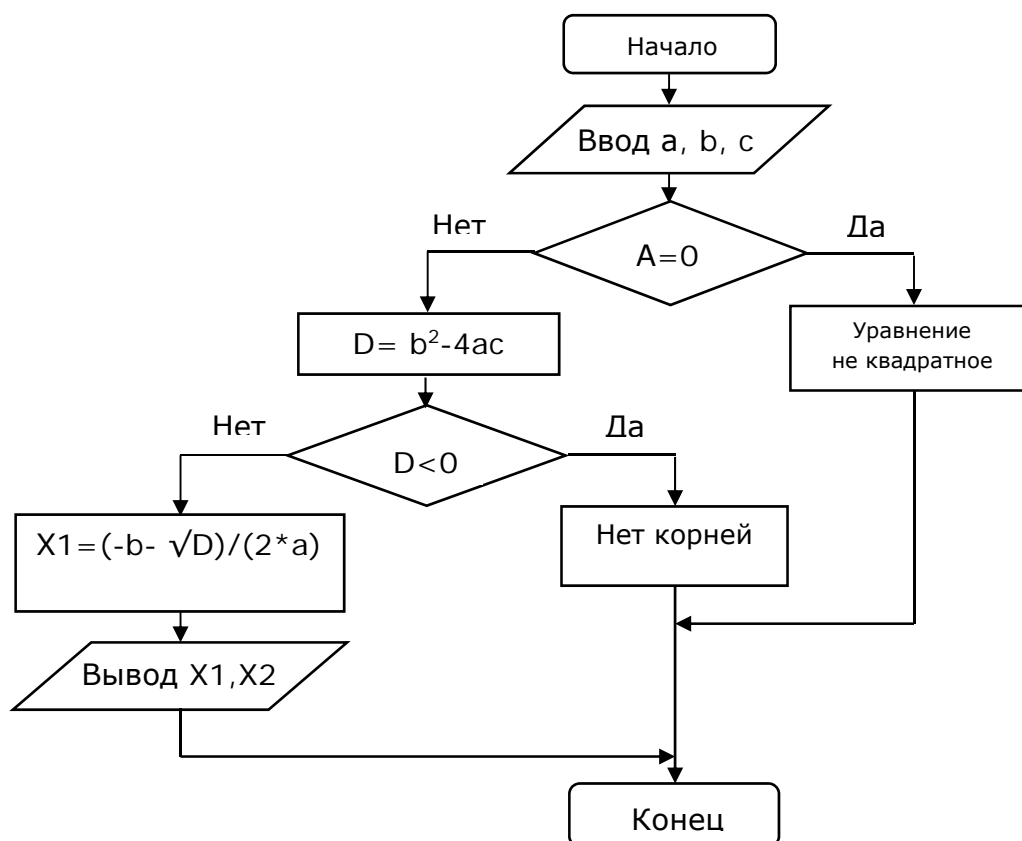 Начало
Ввод a, b, c
Нет
Да
A=0
D= b²-4ac
Уравнение
не квадратное
Нет
Да
D<0
X1=(-b- √D)/(2*a)
Нет корней
Вывод X1,X2
Конец